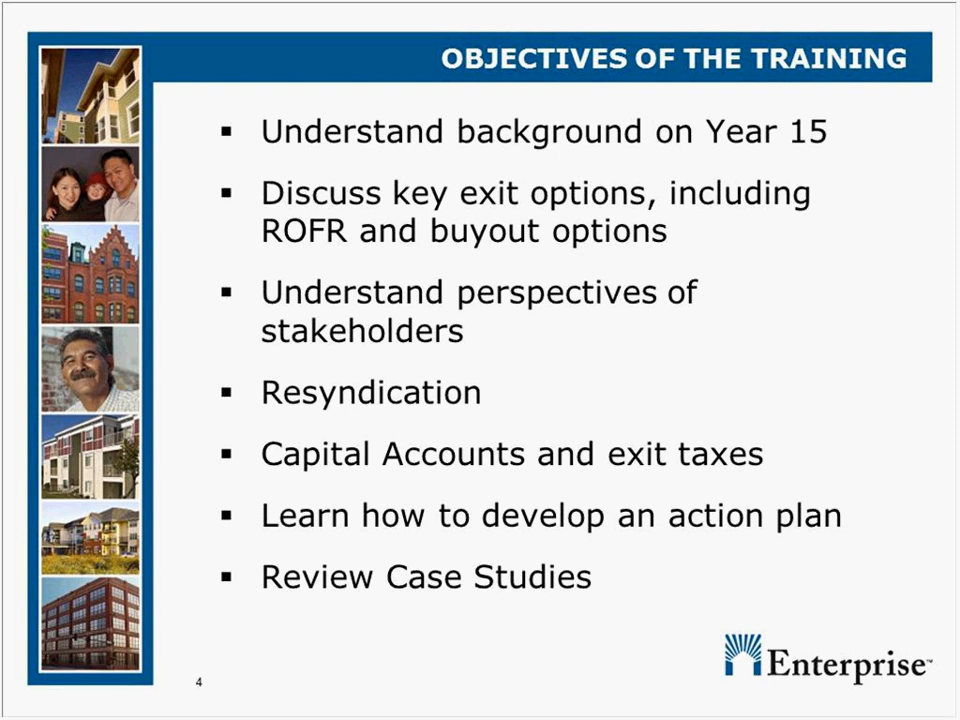 OBJECTIVES OF THE TRAINING
▪ Understand background on Year 15
▪ Discuss key exit options, including
ROFR and buyout options
▪ Understand perspectives of
stakeholders
▪ Resyndication
▪ Capital Accounts and exit taxes
▪ Learn how to develop an action plan
▪ Review Case Studies
4
Enterprise™